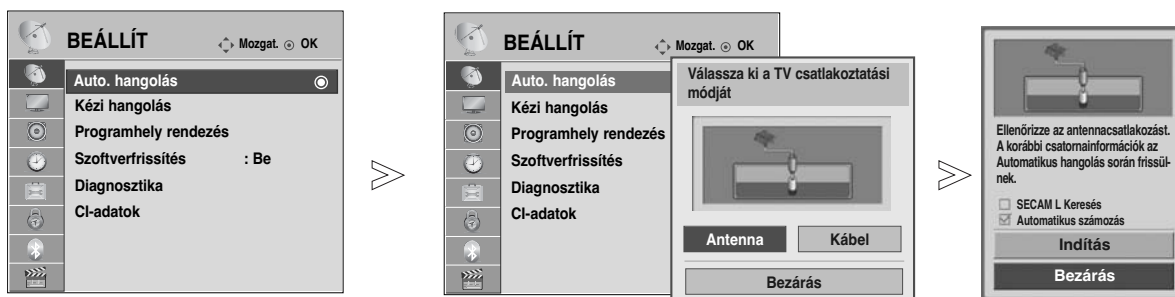 BEÁLLÍT
Mozgat. OK
Auto. hangolás
Kézi hangolás
Programhely rendezés
Szoftverfrissítés : Be
Diagnosztika
CI-adatok
BEÁLLÍT
Mozgat. OK
Auto. hangolás
Kézi hangolás
Programhely rendezés
Szoftverfrissítés
Diagnosztika
CI-adatok
Válassza ki a TV csatlakoztatási
módját
Antenna Kábel
Bezárás
Ellenőrizze az antennacsatlakozást.
A korábbi csatornainformációk az
Automatikus hangolás során frissül-
nek.
SECAM L Keresés
Automatikus számozás
Indítás
Bezárás